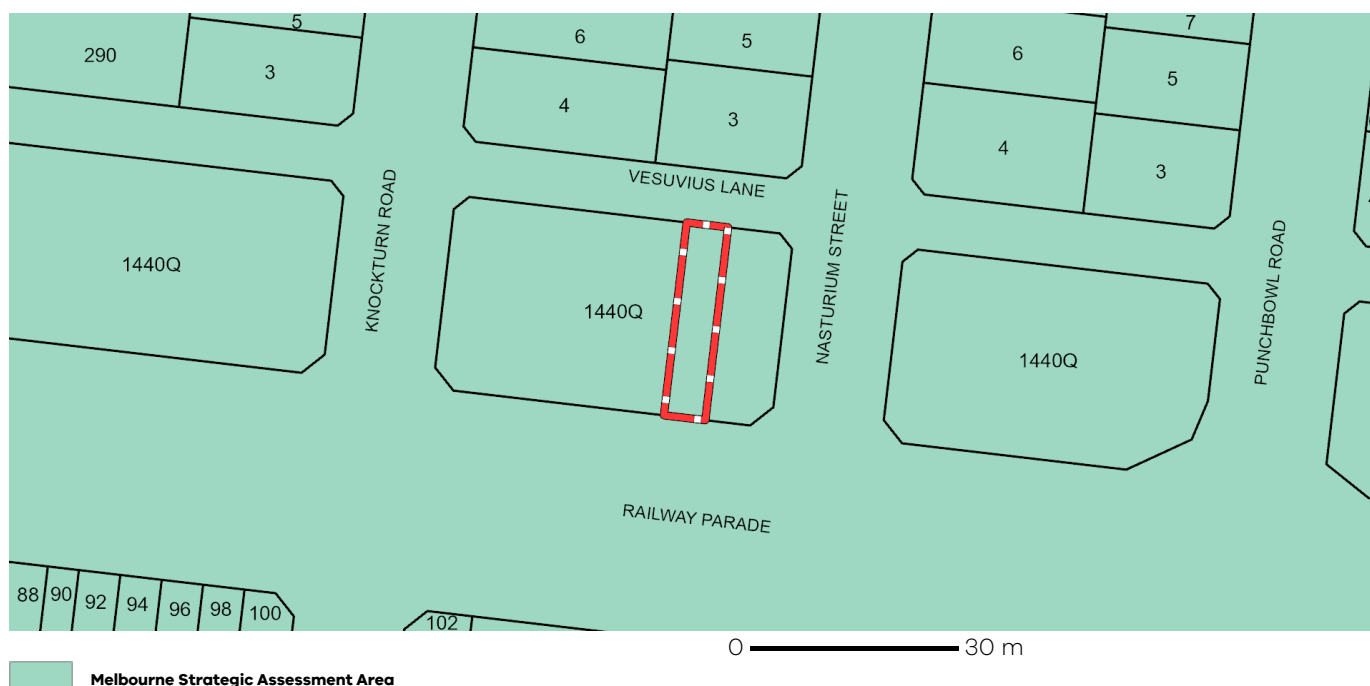 5
7
290
3
6
5
6
5
4
3
4
3
VESUVIUS LANE
KNOCKTURN ROAD
NASTURIUM STREET
PUNCHBOWL ROAD
1440Q
1440Q
1440Q
RAILWAY PARADE
88 90 92 94 96 98 100
102
0 30 m
Melbourne Strategic Assessment Area